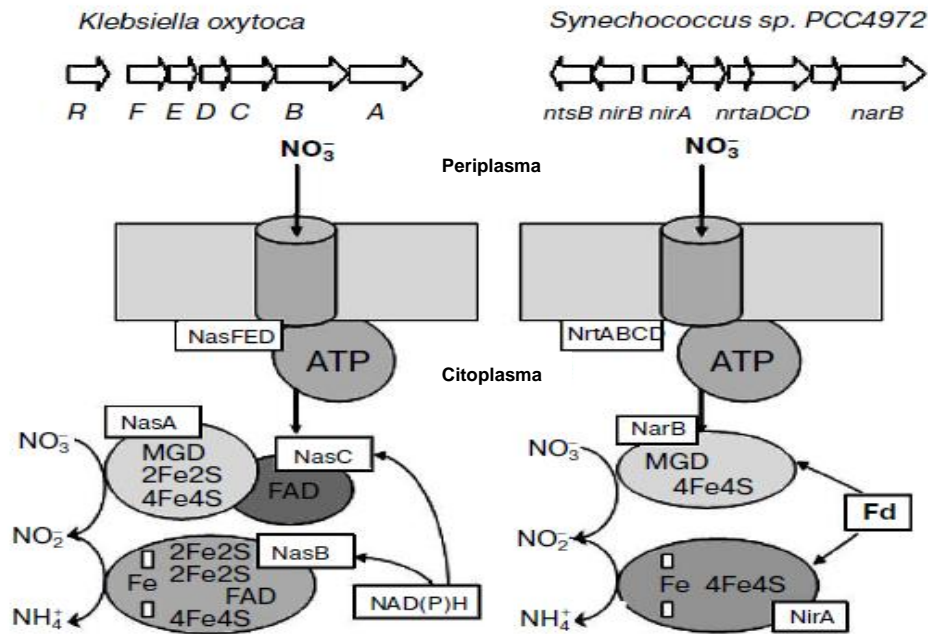 Klebsiella oxytoca
Synechococcus sp. PCC4972
R F E D C B A
ntsB nirB nirA nrtaDCD narB
NO₃⁻
Periplasma
NO₃⁻
NasFED
ATP
NrtABCD
ATP
Citoplasma
NasA
NO₃⁻
MGD
2Fe2S
4Fe4S
NasC
FAD
NarB
NO₃⁻
MGD
4Fe4S
Fd
NO₂⁻
2Fe2S
NasB
2Fe2S
Fe
FAD
4Fe4S
NAD(P)H
NH₄⁺
NO₂⁻
Fe 4Fe4S
NirA
NH₄⁺